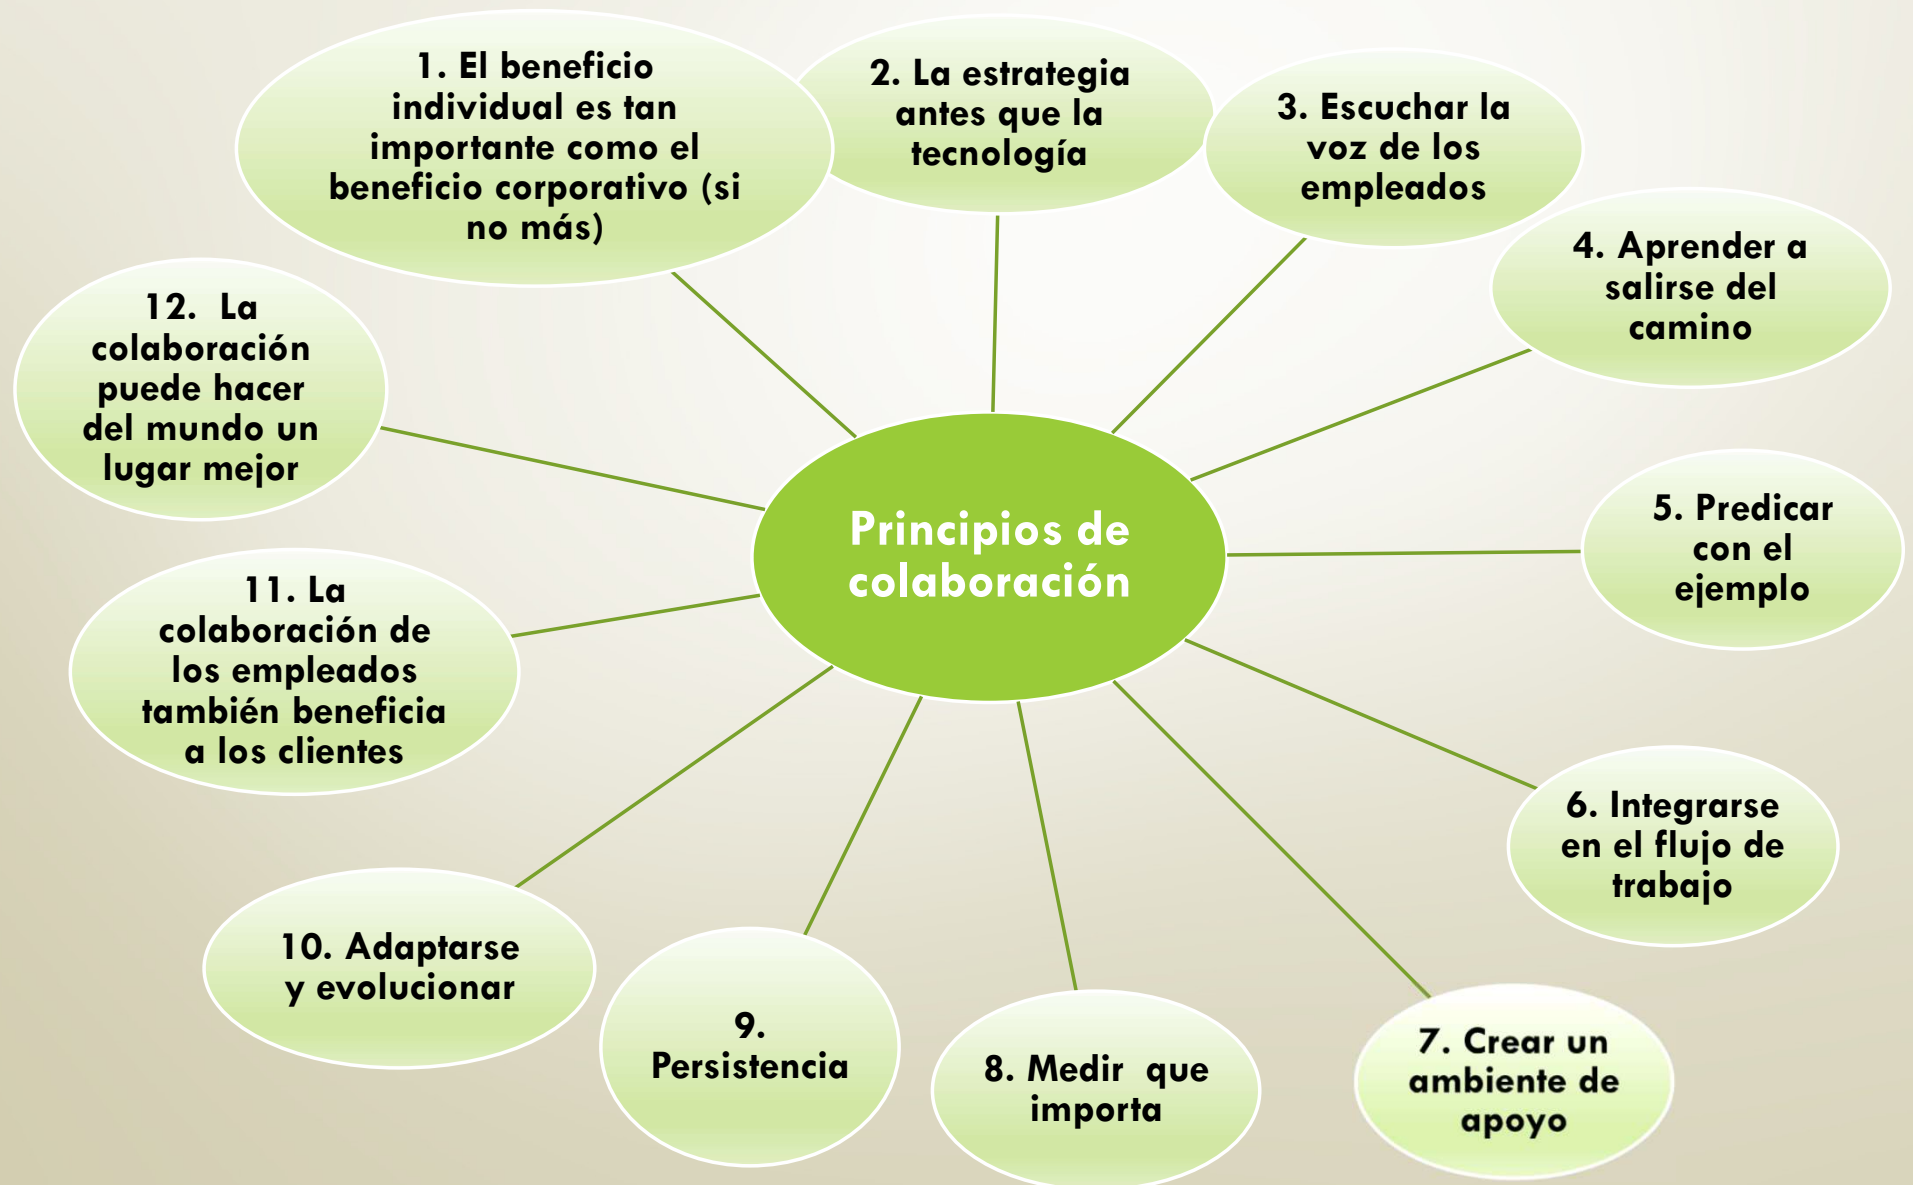 1. El beneficio
individual es tan
importante como el
beneficio corporativo (si
no más)
2. La estrategia
antes que la
tecnología
3. Escuchar la
voz de los
empleados
4. Aprender a
salirse del
camino
5. Predicar
con el
ejemplo
6. Integrarse
en el flujo de
trabajo
7. Crear un
ambiente de
apoyo
8. Medir  que
importa
9.
Persistencia
10. Adaptarse
y evolucionar
11. La
colaboración de
los empleados
también beneficia
a los clientes
12.  La
colaboración
puede hacer
del mundo un
lugar mejor
Principios de
colaboración